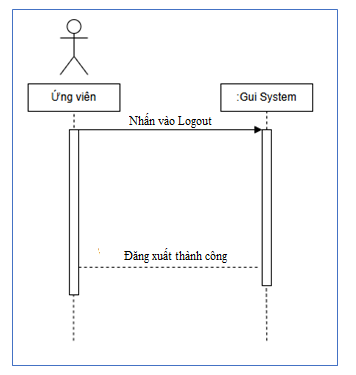 Ứng viên
:Gui System
Nhấn vào Logout
Đăng xuất thành công